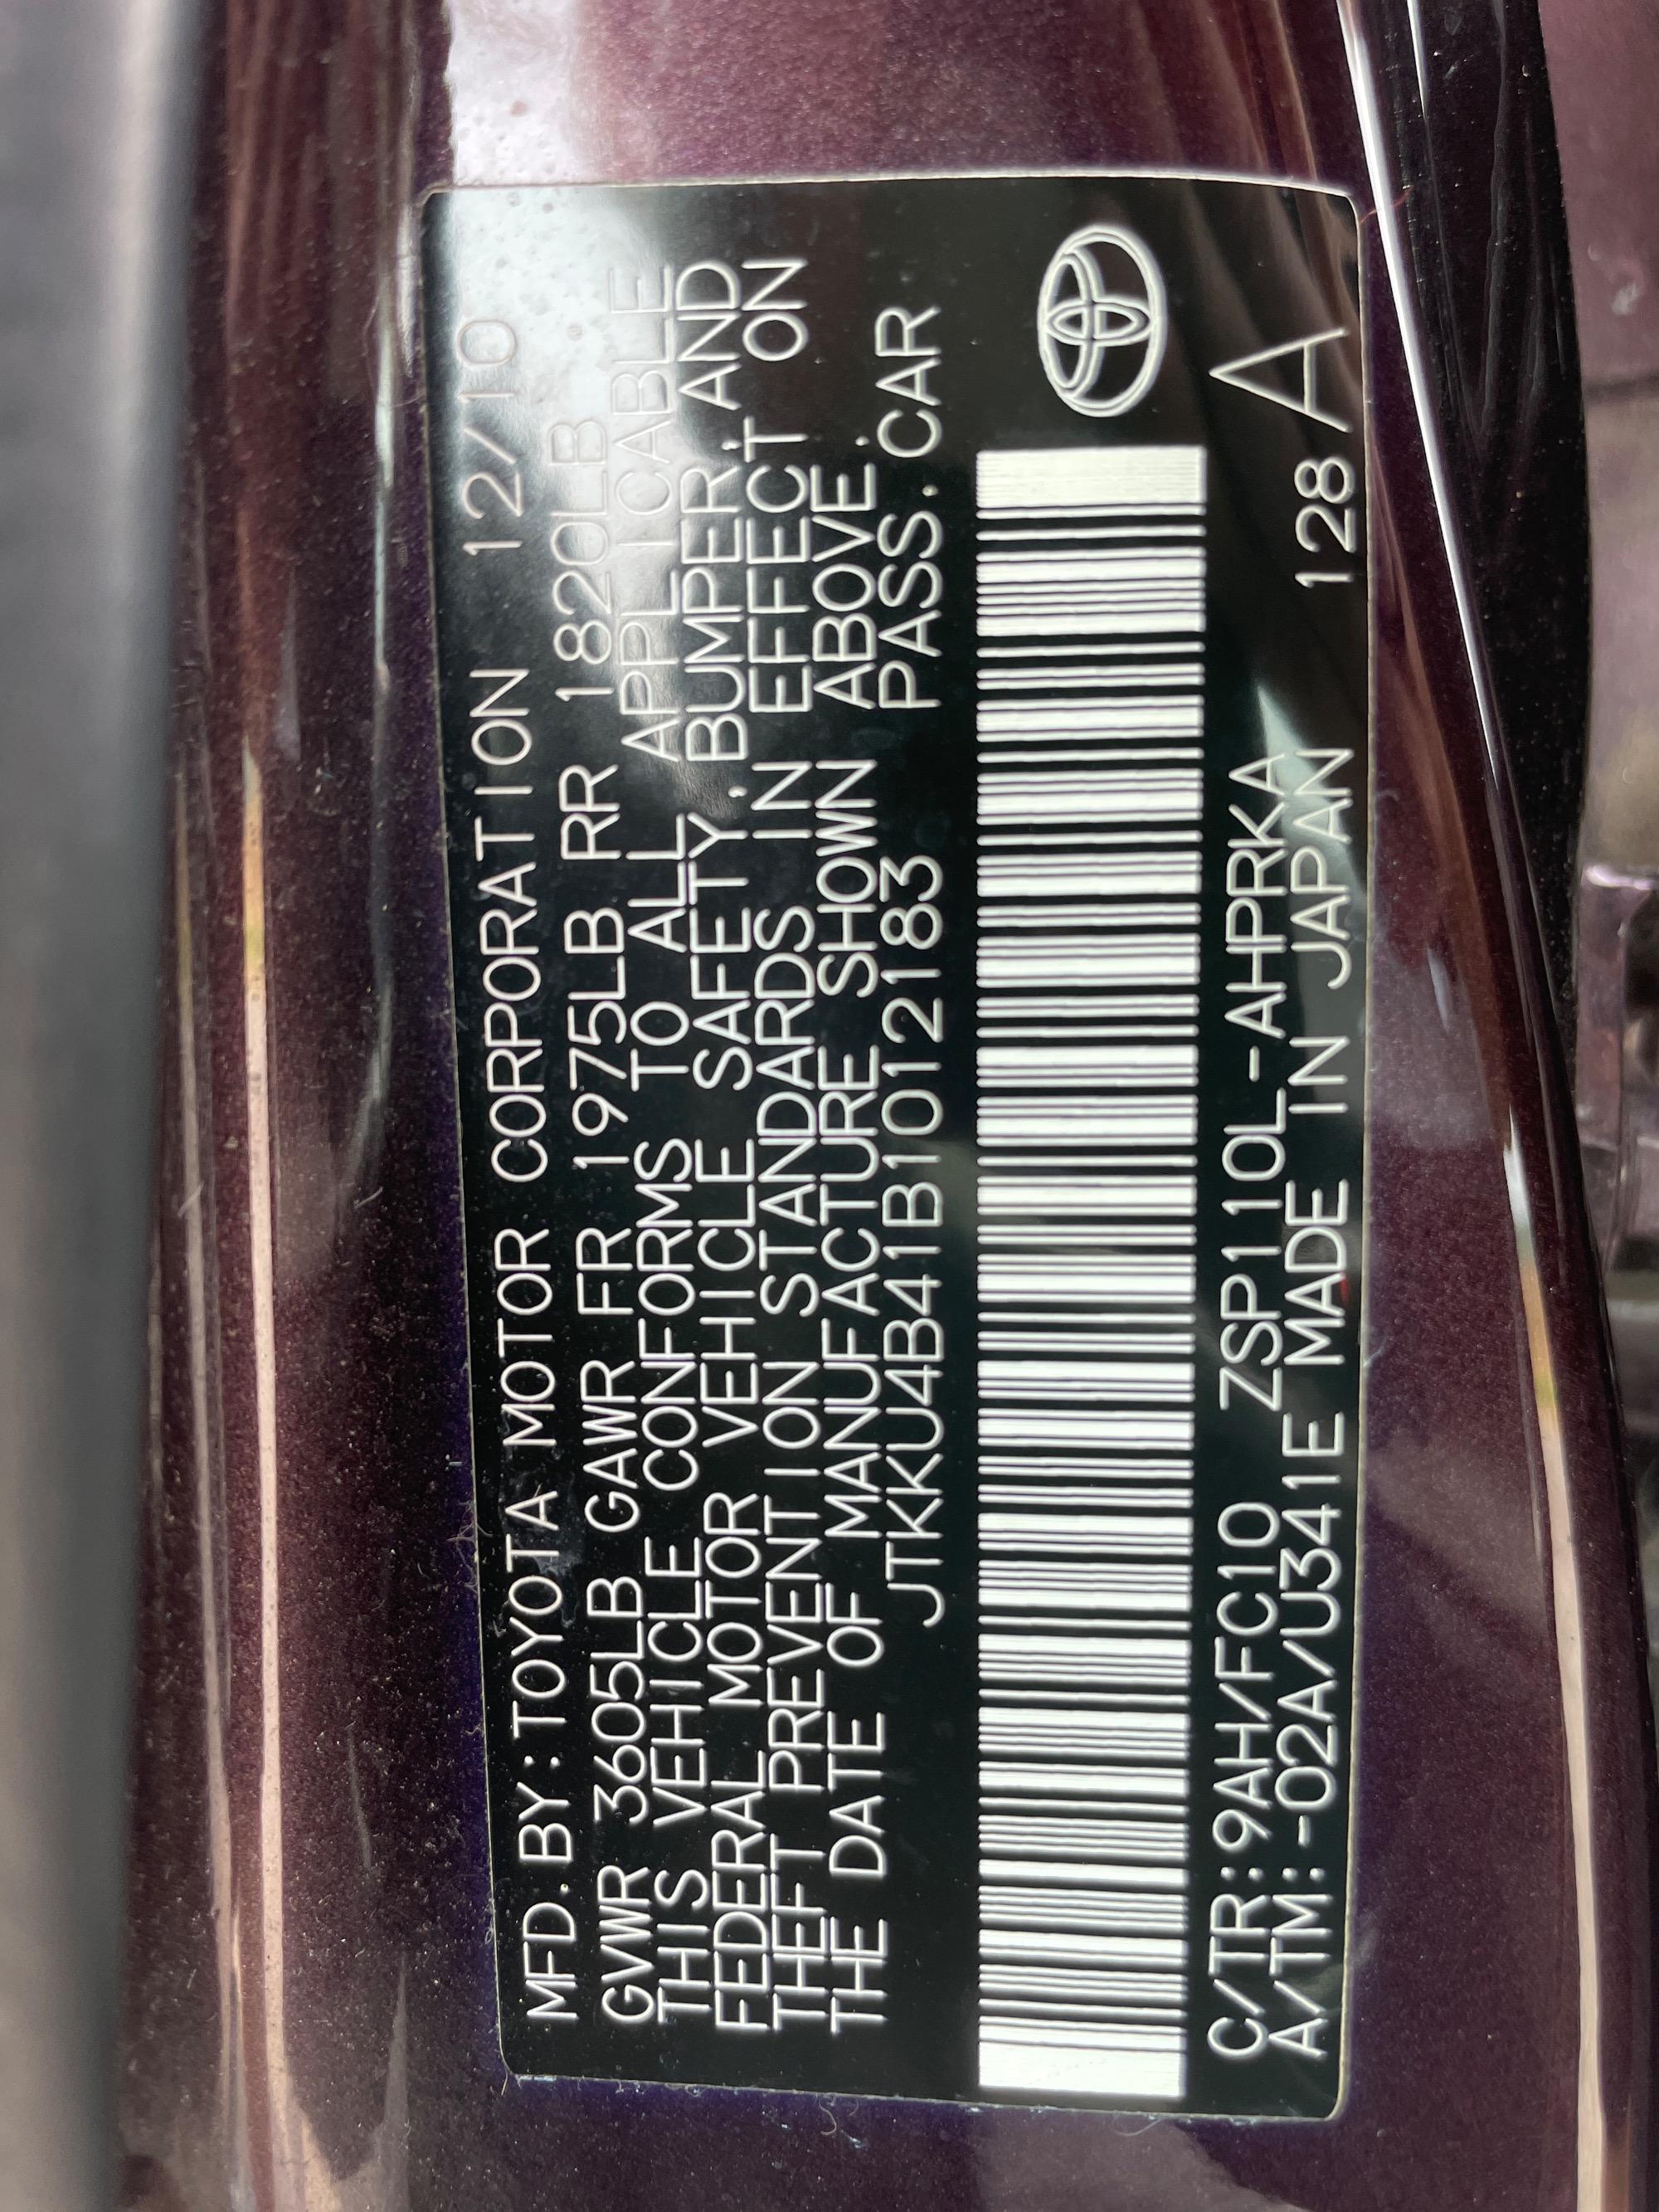 MFD.BY:TOYOTA MOTOR CORPORATION 12/10
GVWR 3605LB GAWR FR 1975LB RR 1820LB
THIS VEHICLE CONFORMS TO ALL APPLICABLE
FEDERAL MOTOR VEHICLE SAFETY, BUMPER, AND
THEFT PREVENTION STANDARDS IN EFFECT ON
THE DATE OF MANUFACTURE SHOWN ABOVE.
JTKKU4B41B1012183 PASS.CAR
C/TR:9AH/FC10 ZSP110L-AHPRKA
A/TM:-02A/U341E MADE IN JAPAN 128 A